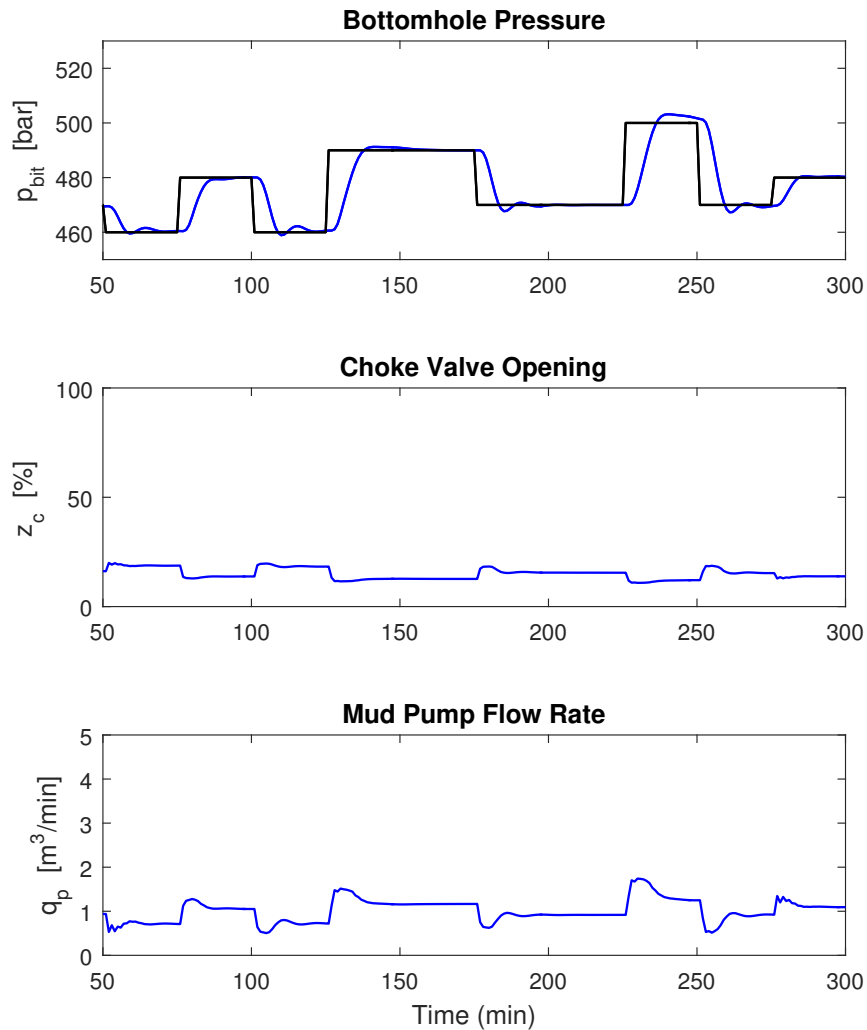 Bottomhole Pressure
p_bit [bar]
520
500
480
460
50 100 150 200 250 300
Choke Valve Opening
z_c [%]
100
50
0
50 100 150 200 250 300
Mud Pump Flow Rate
q_p [m^3/min]
5
4
3
2
1
0
50 100 150 200 250 300
Time (min)